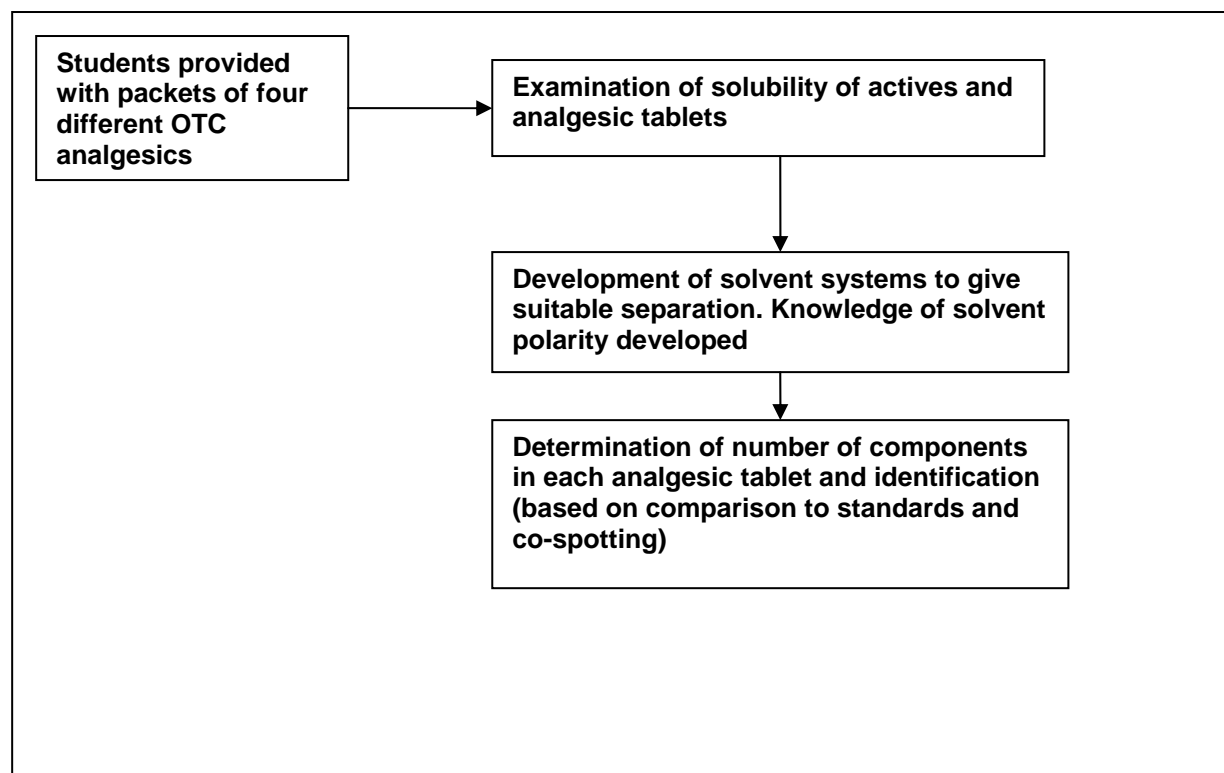 Students provided
with packets of four
different OTC
analgesics
Examination of solubility of actives and
analgesic tablets
Development of solvent systems to give
suitable separation. Knowledge of solvent
polarity developed
Determination of number of components
in each analgesic tablet and identification
(based on comparison to standards and
co-spotting)